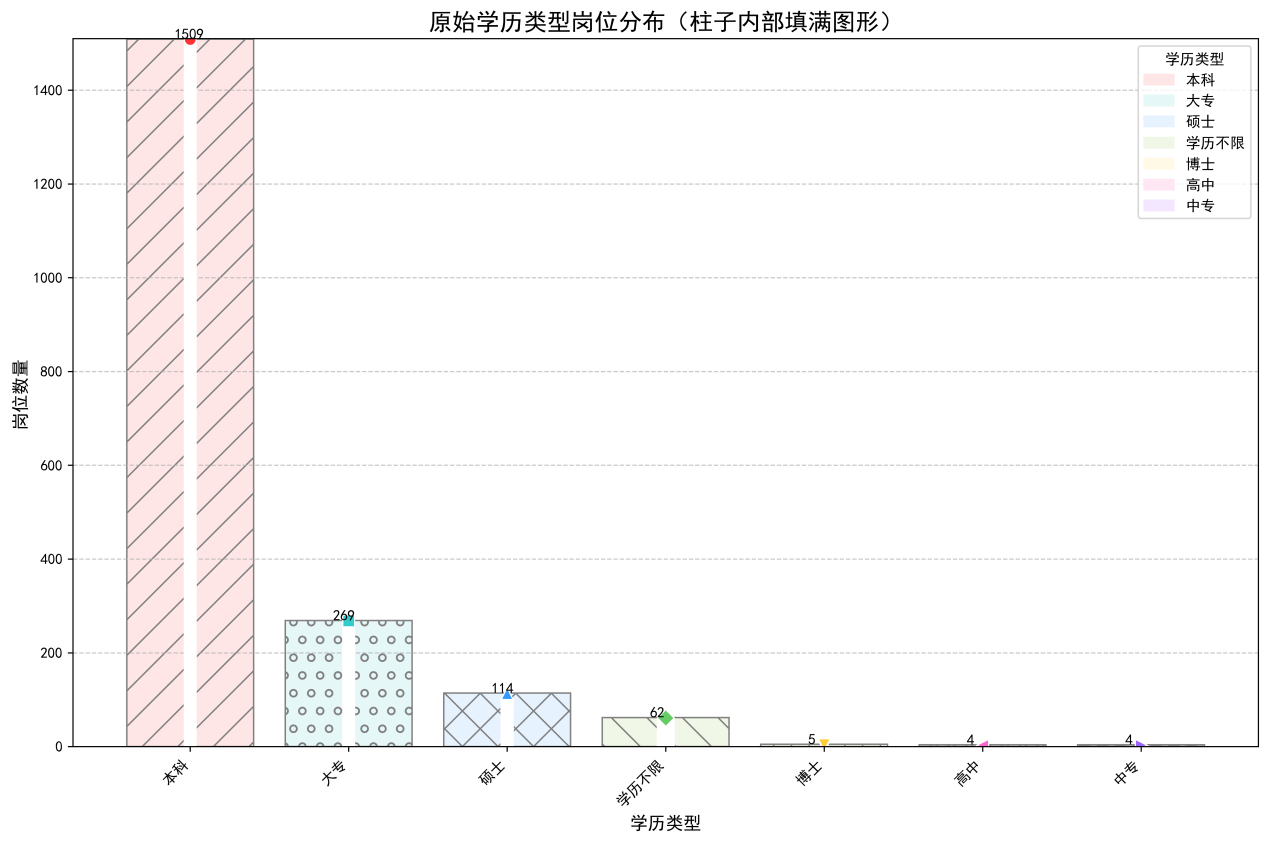 原始学历类型岗位分布（柱子内部填满图形）
1509
269
114
62
5
4
4
学历类型
本科
大专
硕士
学历不限
博士
高中
中专
岗位数量
1400
1200
1000
800
600
400
200
0
本科
大专
硕士
学历不限
博士
高中
中专
学历类型